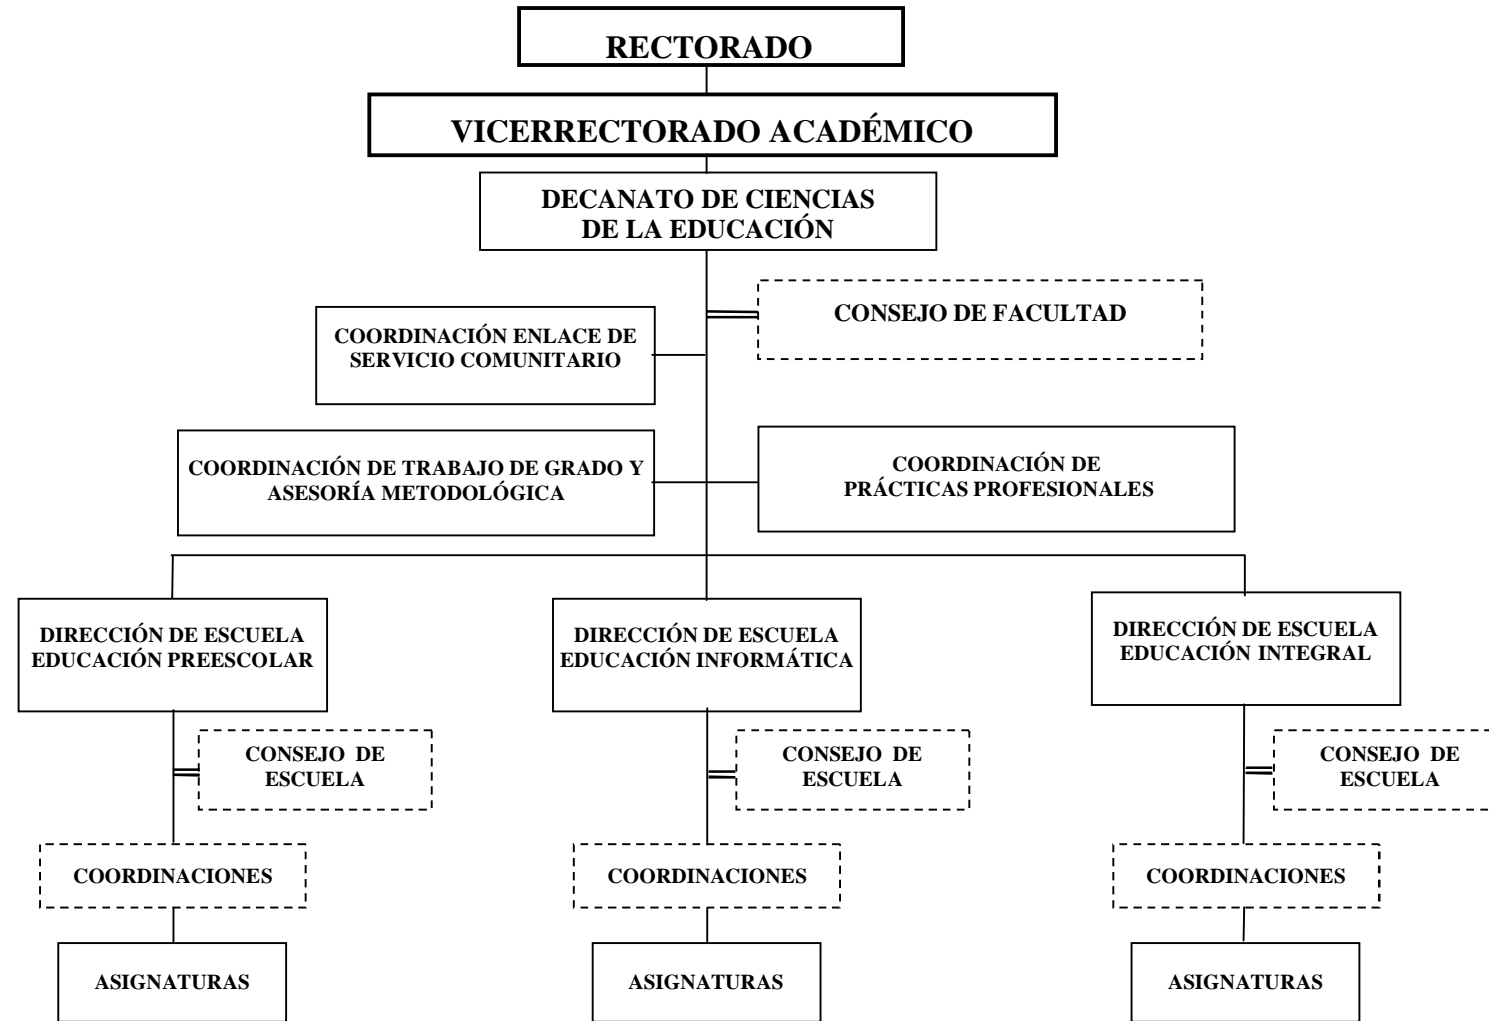 RECTORADO
VICERRECTORADO ACADÉMICO
DECANATO DE CIENCIAS
DE LA EDUCACIÓN
CONSEJO DE FACULTAD
COORDINACIÓN ENLACE DE
SERVICIO COMUNITARIO
COORDINACIÓN DE TRABAJO DE GRADO Y
ASESORÍA METODOLÓGICA
COORDINACIÓN DE
PRÁCTICAS PROFESIONALES
DIRECCIÓN DE ESCUELA
EDUCACIÓN PREESCOLAR
DIRECCIÓN DE ESCUELA
EDUCACIÓN INFORMÁTICA
DIRECCIÓN DE ESCUELA
EDUCACIÓN INTEGRAL
CONSEJO DE
ESCUELA
CONSEJO DE
ESCUELA
CONSEJO DE
ESCUELA
COORDINACIONES
COORDINACIONES
COORDINACIONES
ASIGNATURAS
ASIGNATURAS
ASIGNATURAS